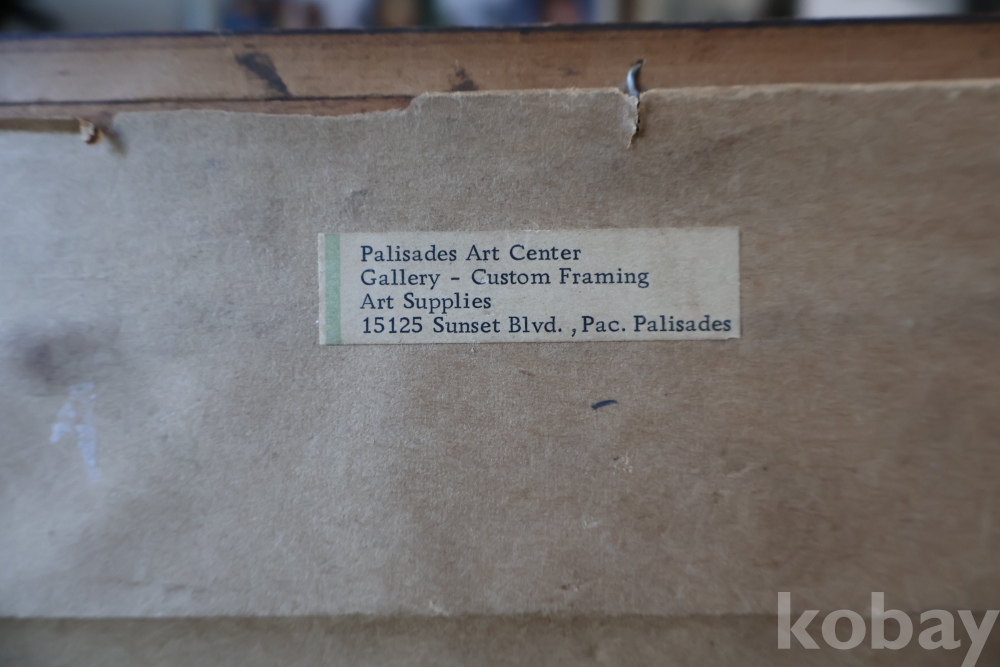 Palisades Art Center
Gallery - Custom Framing
Art Supplies
15125 Sunset Blvd. , Pac. Palisades
kobay